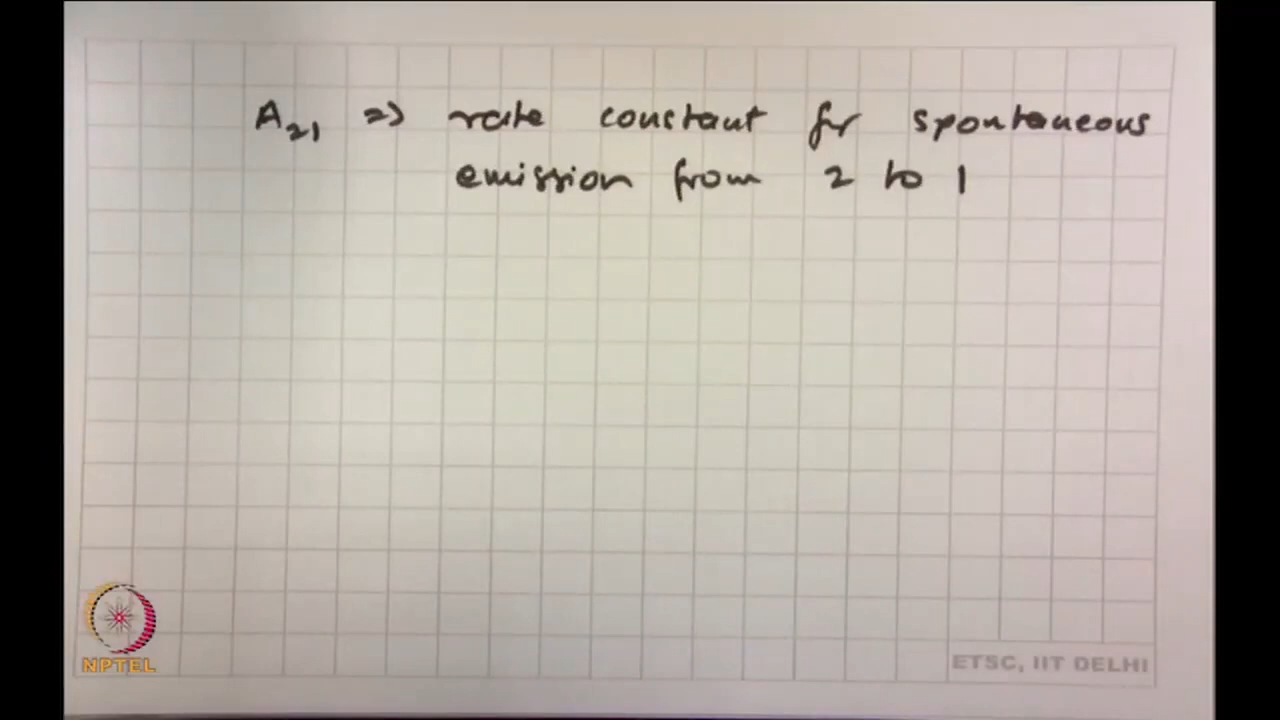 A₂₁ => rate constant for spontaneous
emission from 2 to 1
NPTEL
ETSC, IIT DELHI